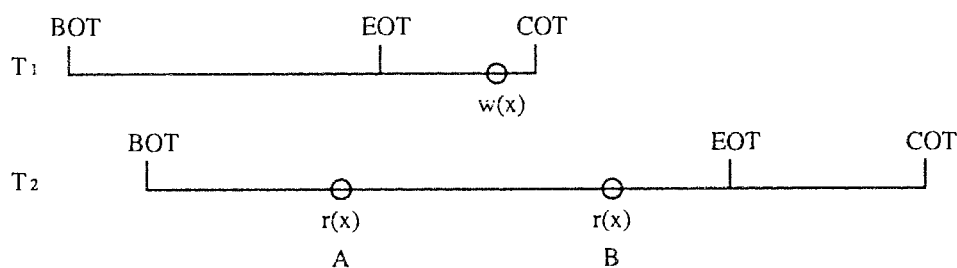 BOT EOT COT
T1
w(x)
BOT EOT COT
T2
r(x) r(x)
A B